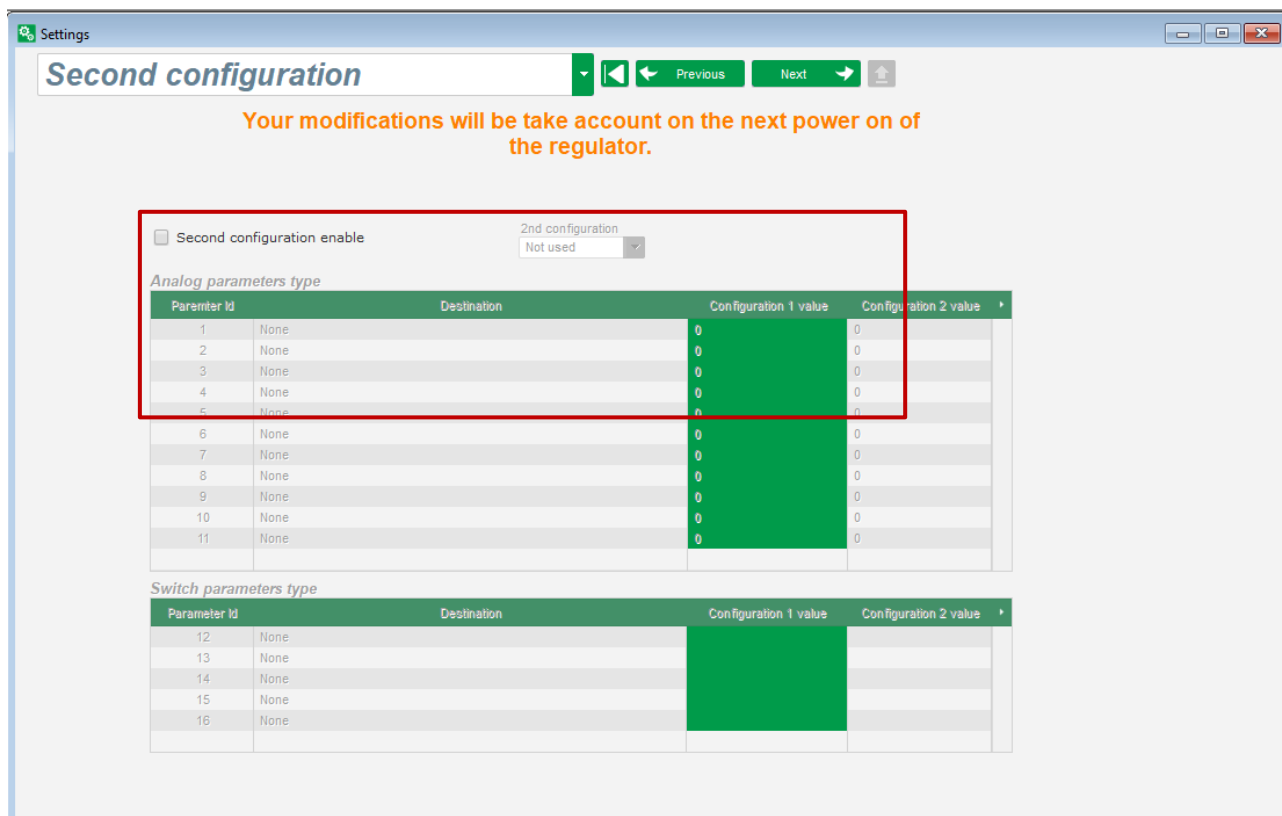 Settings
Second configuration
Previous
Next
Your modifications will be take account on the next power on of
the regulator.
Second configuration enable
2nd configuration
Not used
Analog parameters type
Paremter Id Destination Configuration 1 value Configuration 2 value
1 None 0 0
2 None 0 0
3 None 0 0
4 None 0 0
5 None 0 0
6 None 0 0
7 None 0 0
8 None 0 0
9 None 0 0
10 None 0 0
11 None 0 0
Switch parameters type
Parameter Id Destination Configuration 1 value Configuration 2 value
12 None
13 None
14 None
15 None
16 None